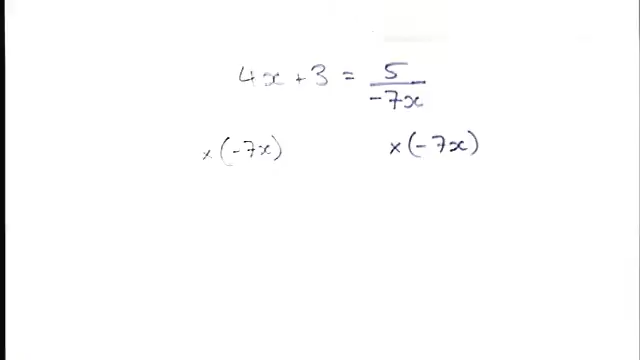 4x + 3 = 5/-7x
×(-7x) ×(-7x)